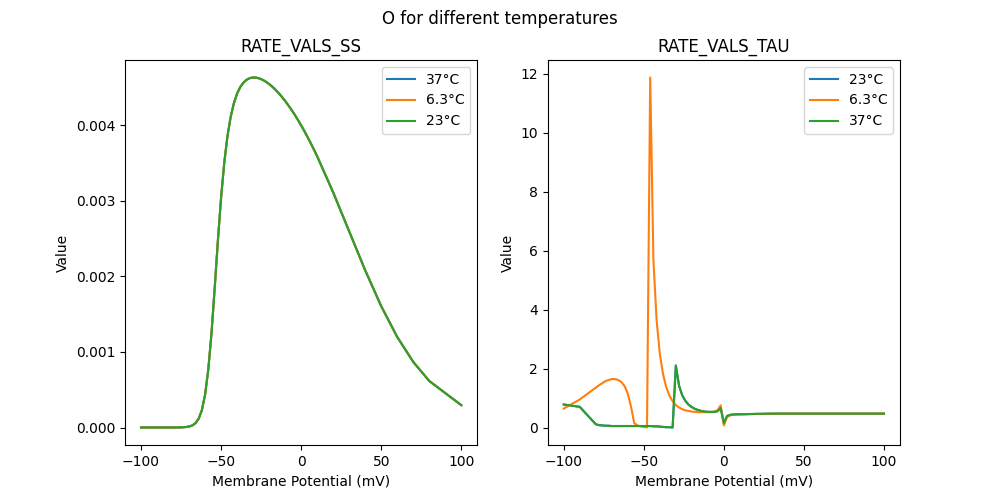 O for different temperatures
RATE_VALS_SS
37°C
6.3°C
23°C
Value
0.004
0.003
0.002
0.001
0.000
−100
−50
0
50
100
Membrane Potential (mV)
RATE_VALS_TAU
23°C
6.3°C
37°C
Value
12
10
8
6
4
2
0
−100
−50
0
50
100
Membrane Potential (mV)